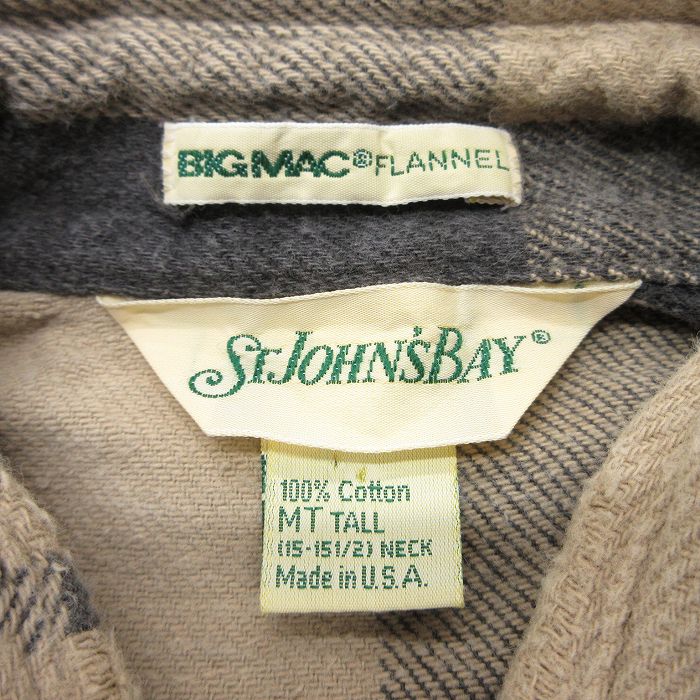 BIG MAC® FLANNEL
ST. JOHN'S BAY®
100% Cotton
MT TALL
(15-15 1/2) NECK
Made in U.S.A.